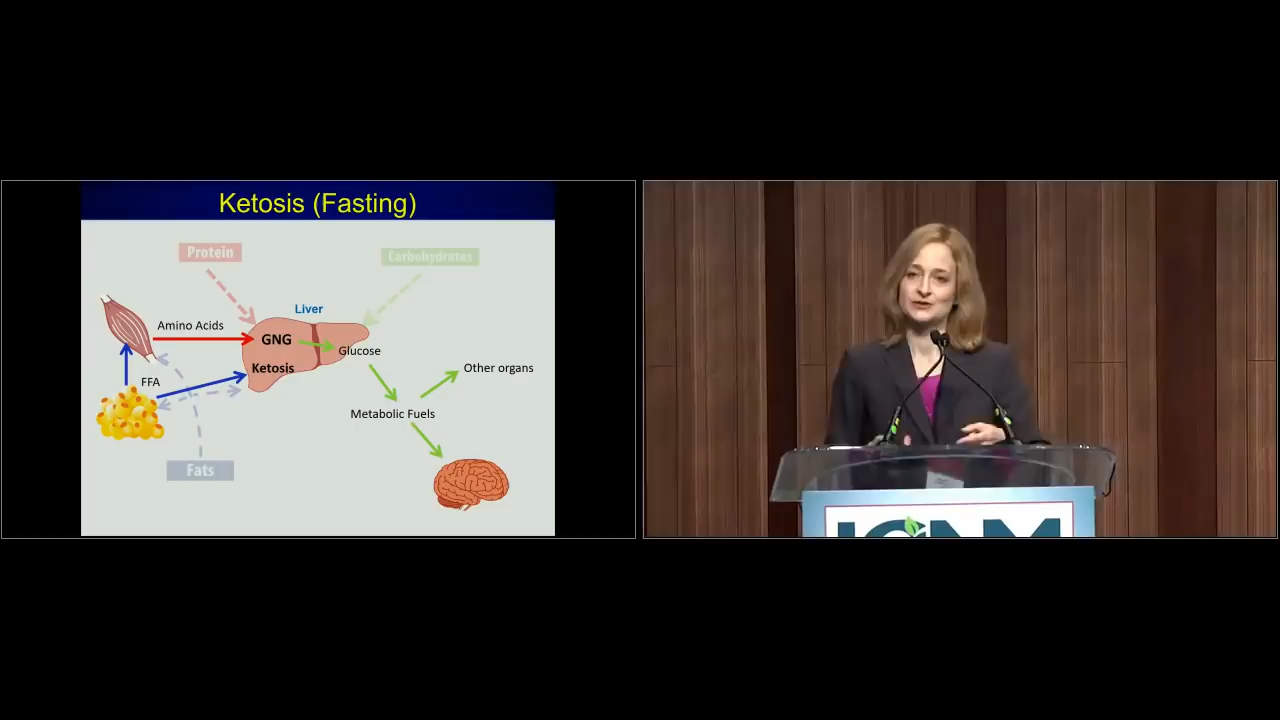 Ketosis (Fasting)
Protein
Carbohydrates
Liver
Amino Acids
GNG
Glucose
Ketosis
Other organs
FFA
Metabolic Fuels
Fats